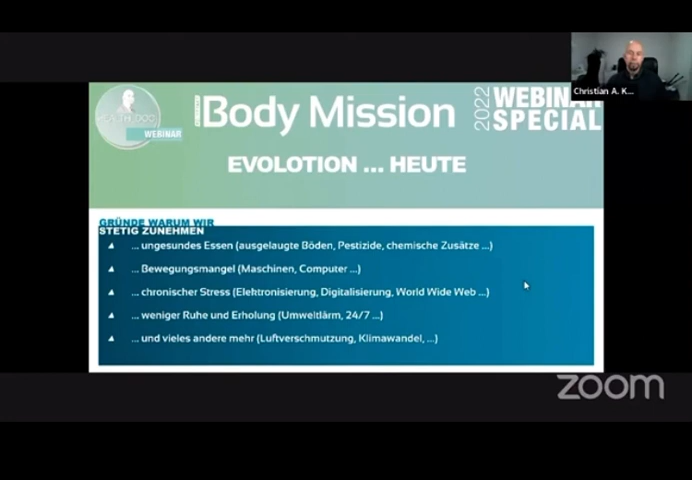 Christian A. K...
Body Mission
2022
WEBINAR
SPECIAL
WEBINAR
EVOLOTION ... HEUTE
GRÜNDE WARUM WIR
STETIG ZUNEHMEN
... ungesundes Essen (ausgelaugte Böden, Pestizide, chemische Zusätze ...)
... Bewegungsmangel (Maschinen, Computer ...)
... chronischer Stress (Elektronisierung, Digitalisierung, World Wide Web ...)
... weniger Ruhe und Erholung (Umweltlärm, 24/7 ...)
... und vieles andere mehr (Luftverschmutzung, Klimawandel, ...)
zoom